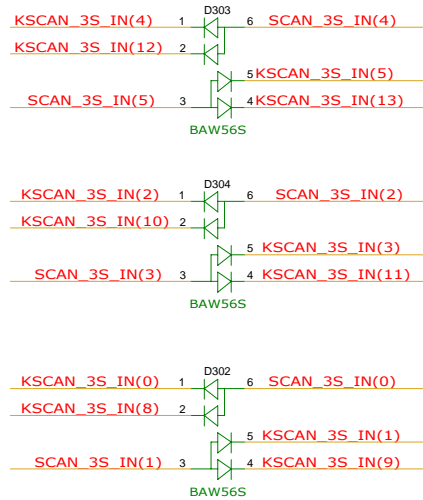 D303
KSCAN_3S_IN(4) 1 6 SCAN_3S_IN(4)
KSCAN_3S_IN(12) 2
5 KSCAN_3S_IN(5)
SCAN_3S_IN(5) 3 4 KSCAN_3S_IN(13)
BAW56S
D304
KSCAN_3S_IN(2) 1 6 SCAN_3S_IN(2)
KSCAN_3S_IN(10) 2
5 KSCAN_3S_IN(3)
SCAN_3S_IN(3) 3 4 KSCAN_3S_IN(11)
BAW56S
D302
KSCAN_3S_IN(0) 1 6 SCAN_3S_IN(0)
KSCAN_3S_IN(8) 2
5 KSCAN_3S_IN(1)
SCAN_3S_IN(1) 3 4 KSCAN_3S_IN(9)
BAW56S